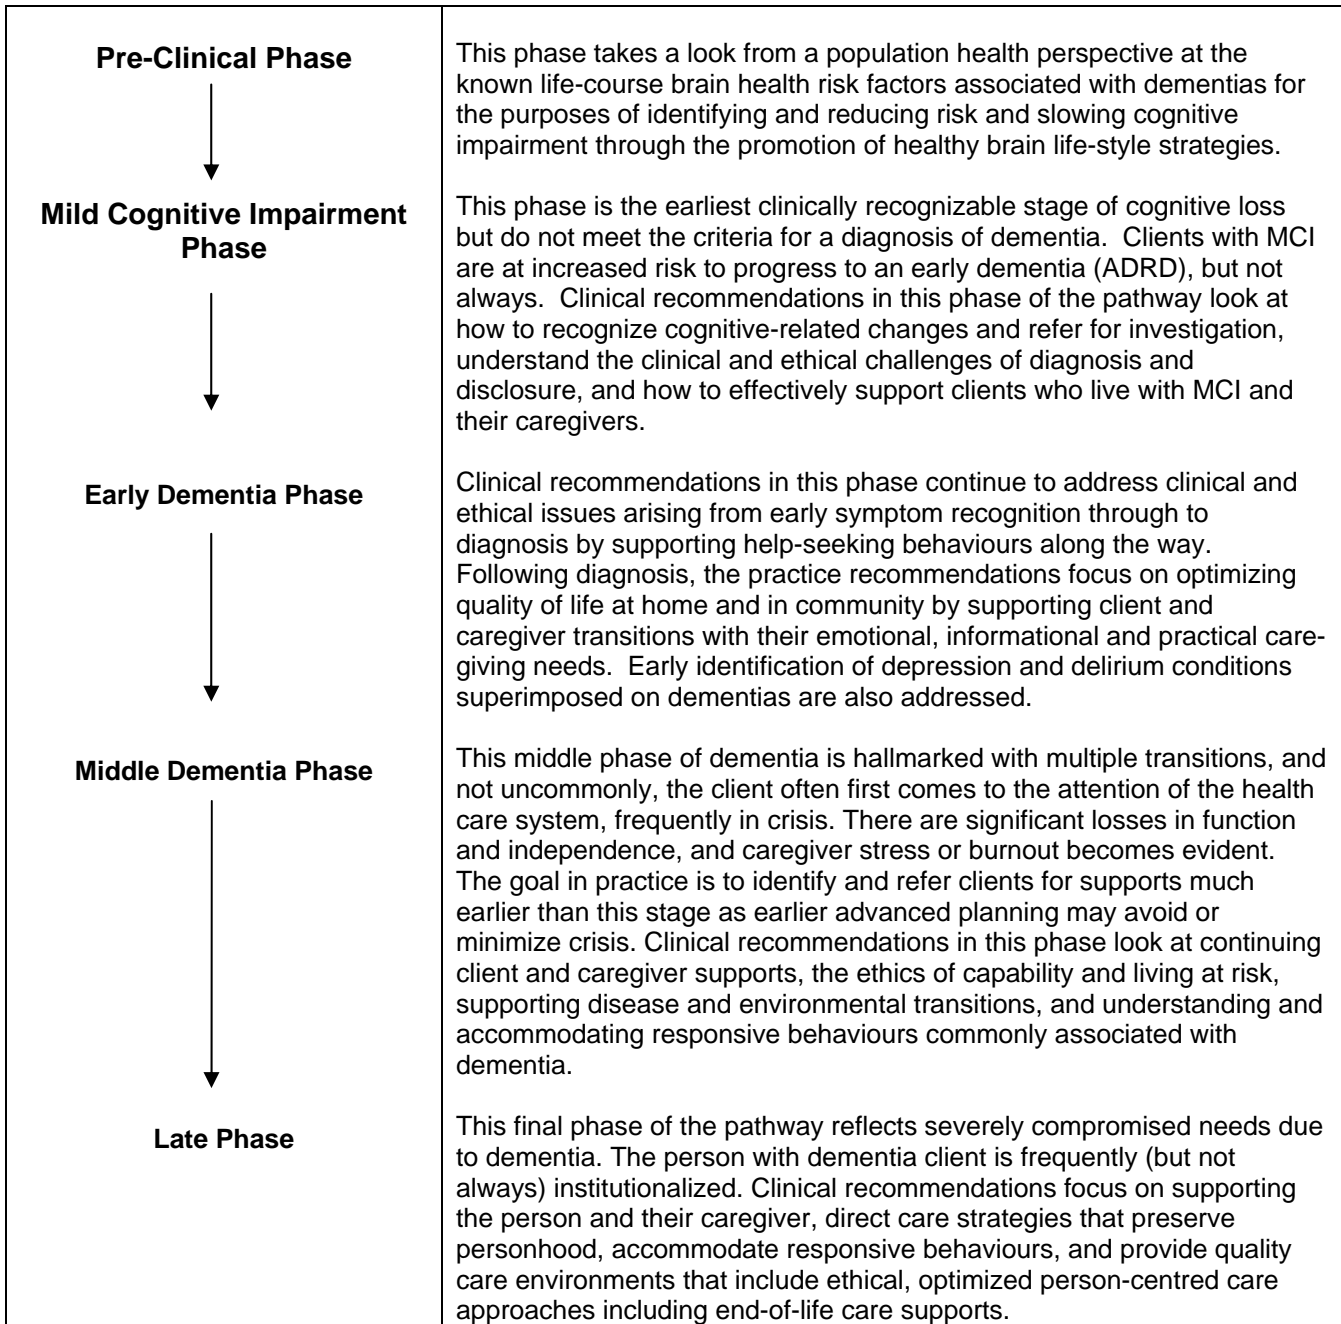 Pre-Clinical Phase
This phase takes a look from a population health perspective at the
known life-course brain health risk factors associated with dementias for
the purposes of identifying and reducing risk and slowing cognitive
impairment through the promotion of healthy brain life-style strategies.
Mild Cognitive Impairment
Phase
This phase is the earliest clinically recognizable stage of cognitive loss
but do not meet the criteria for a diagnosis of dementia.  Clients with MCI
are at increased risk to progress to an early dementia (ADRD), but not
always.  Clinical recommendations in this phase of the pathway look at
how to recognize cognitive-related changes and refer for investigation,
understand the clinical and ethical challenges of diagnosis and
disclosure, and how to effectively support clients who live with MCI and
their caregivers.
Early Dementia Phase
Clinical recommendations in this phase continue to address clinical and
ethical issues arising from early symptom recognition through to
diagnosis by supporting help-seeking behaviours along the way.
Following diagnosis, the practice recommendations focus on optimizing
quality of life at home and in community by supporting client and
caregiver transitions with their emotional, informational and practical care-
giving needs.  Early identification of depression and delirium conditions
superimposed on dementias are also addressed.
Middle Dementia Phase
This middle phase of dementia is hallmarked with multiple transitions, and
not uncommonly, the client often first comes to the attention of the health
care system, frequently in crisis. There are significant losses in function
and independence, and caregiver stress or burnout becomes evident.
The goal in practice is to identify and refer clients for supports much
earlier than this stage as earlier advanced planning may avoid or
minimize crisis. Clinical recommendations in this phase look at continuing
client and caregiver supports, the ethics of capability and living at risk,
supporting disease and environmental transitions, and understanding and
accommodating responsive behaviours commonly associated with
dementia.
Late Phase
This final phase of the pathway reflects severely compromised needs due
to dementia. The person with dementia client is frequently (but not
always) institutionalized. Clinical recommendations focus on supporting
the person and their caregiver, direct care strategies that preserve
personhood, accommodate responsive behaviours, and provide quality
care environments that include ethical, optimized person-centred care
approaches including end-of-life care supports.